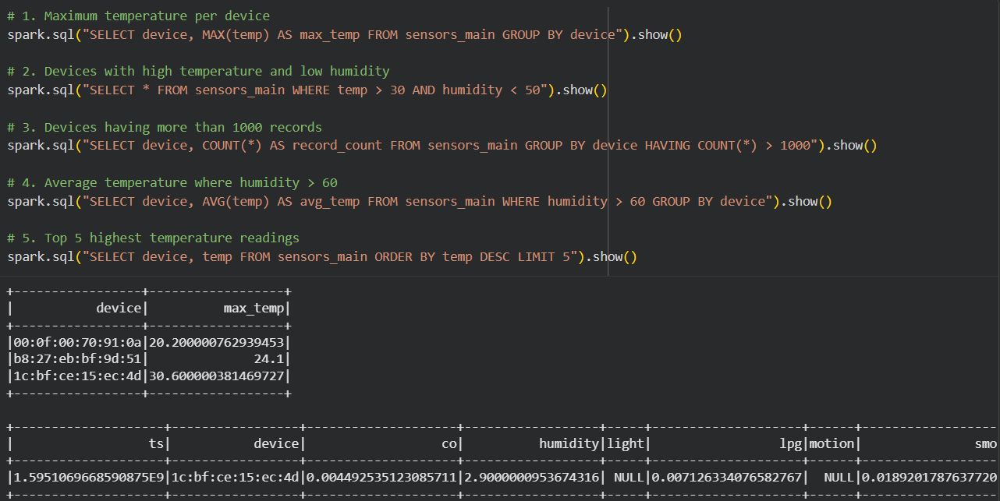 # 1. Maximum temperature per device
spark.sql("SELECT device, MAX(temp) AS max_temp FROM sensors_main GROUP BY device").show()
# 2. Devices with high temperature and low humidity
spark.sql("SELECT * FROM sensors_main WHERE temp > 30 AND humidity < 50").show()
# 3. Devices having more than 1000 records
spark.sql("SELECT device, COUNT(*) AS record_count FROM sensors_main GROUP BY device HAVING COUNT(*) > 1000").show()
# 4. Average temperature where humidity > 60
spark.sql("SELECT device, AVG(temp) AS avg_temp FROM sensors_main WHERE humidity > 60 GROUP BY device").show()
# 5. Top 5 highest temperature readings
spark.sql("SELECT device, temp FROM sensors_main ORDER BY temp DESC LIMIT 5").show()
+-----------------+------------------+
|           device|          max_temp|
+-----------------+------------------+
|00:0f:00:70:91:0a|20.200000762939453|
|b8:27:eb:bf:9d:51|              24.1|
|1c:bf:ce:15:ec:4d|30.600000381469727|
+-----------------+------------------+
+--------------------+-----------------+--------------------+------------------+-----+--------------------+------+------------------
|                  ts|           device|                  co|          humidity|light|                 lpg|motion|               smo
+--------------------+-----------------+--------------------+------------------+-----+--------------------+------+------------------
|1.5951069668590875E9|1c:bf:ce:15:ec:4d|0.004492535123085711|2.9000000953674316| NULL|0.007126334076582767|  NULL|0.0189201787637720
+--------------------+-----------------+--------------------+------------------+-----+--------------------+------+------------------